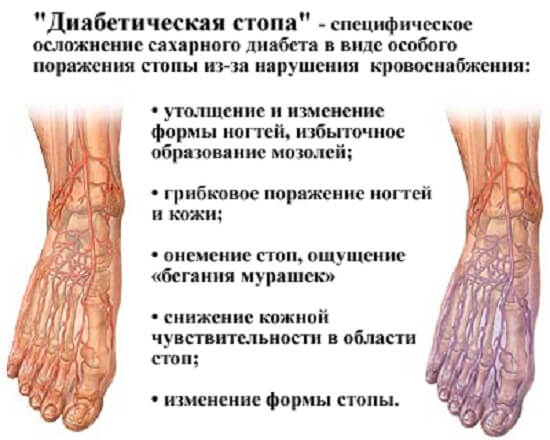 "Диабетическая стопа" - специфическое
осложнение сахарного диабета в виде особого
поражения стопы из-за нарушения кровоснабжения:
• утолщение и изменение
формы ногтей, избыточное
образование мозолей;
• грибковое поражение ногтей
и кожи;
• онемение стоп, ощущение
«бегания мурашек»
• снижение кожной
чувствительности в области
стоп;
• изменение формы стопы.